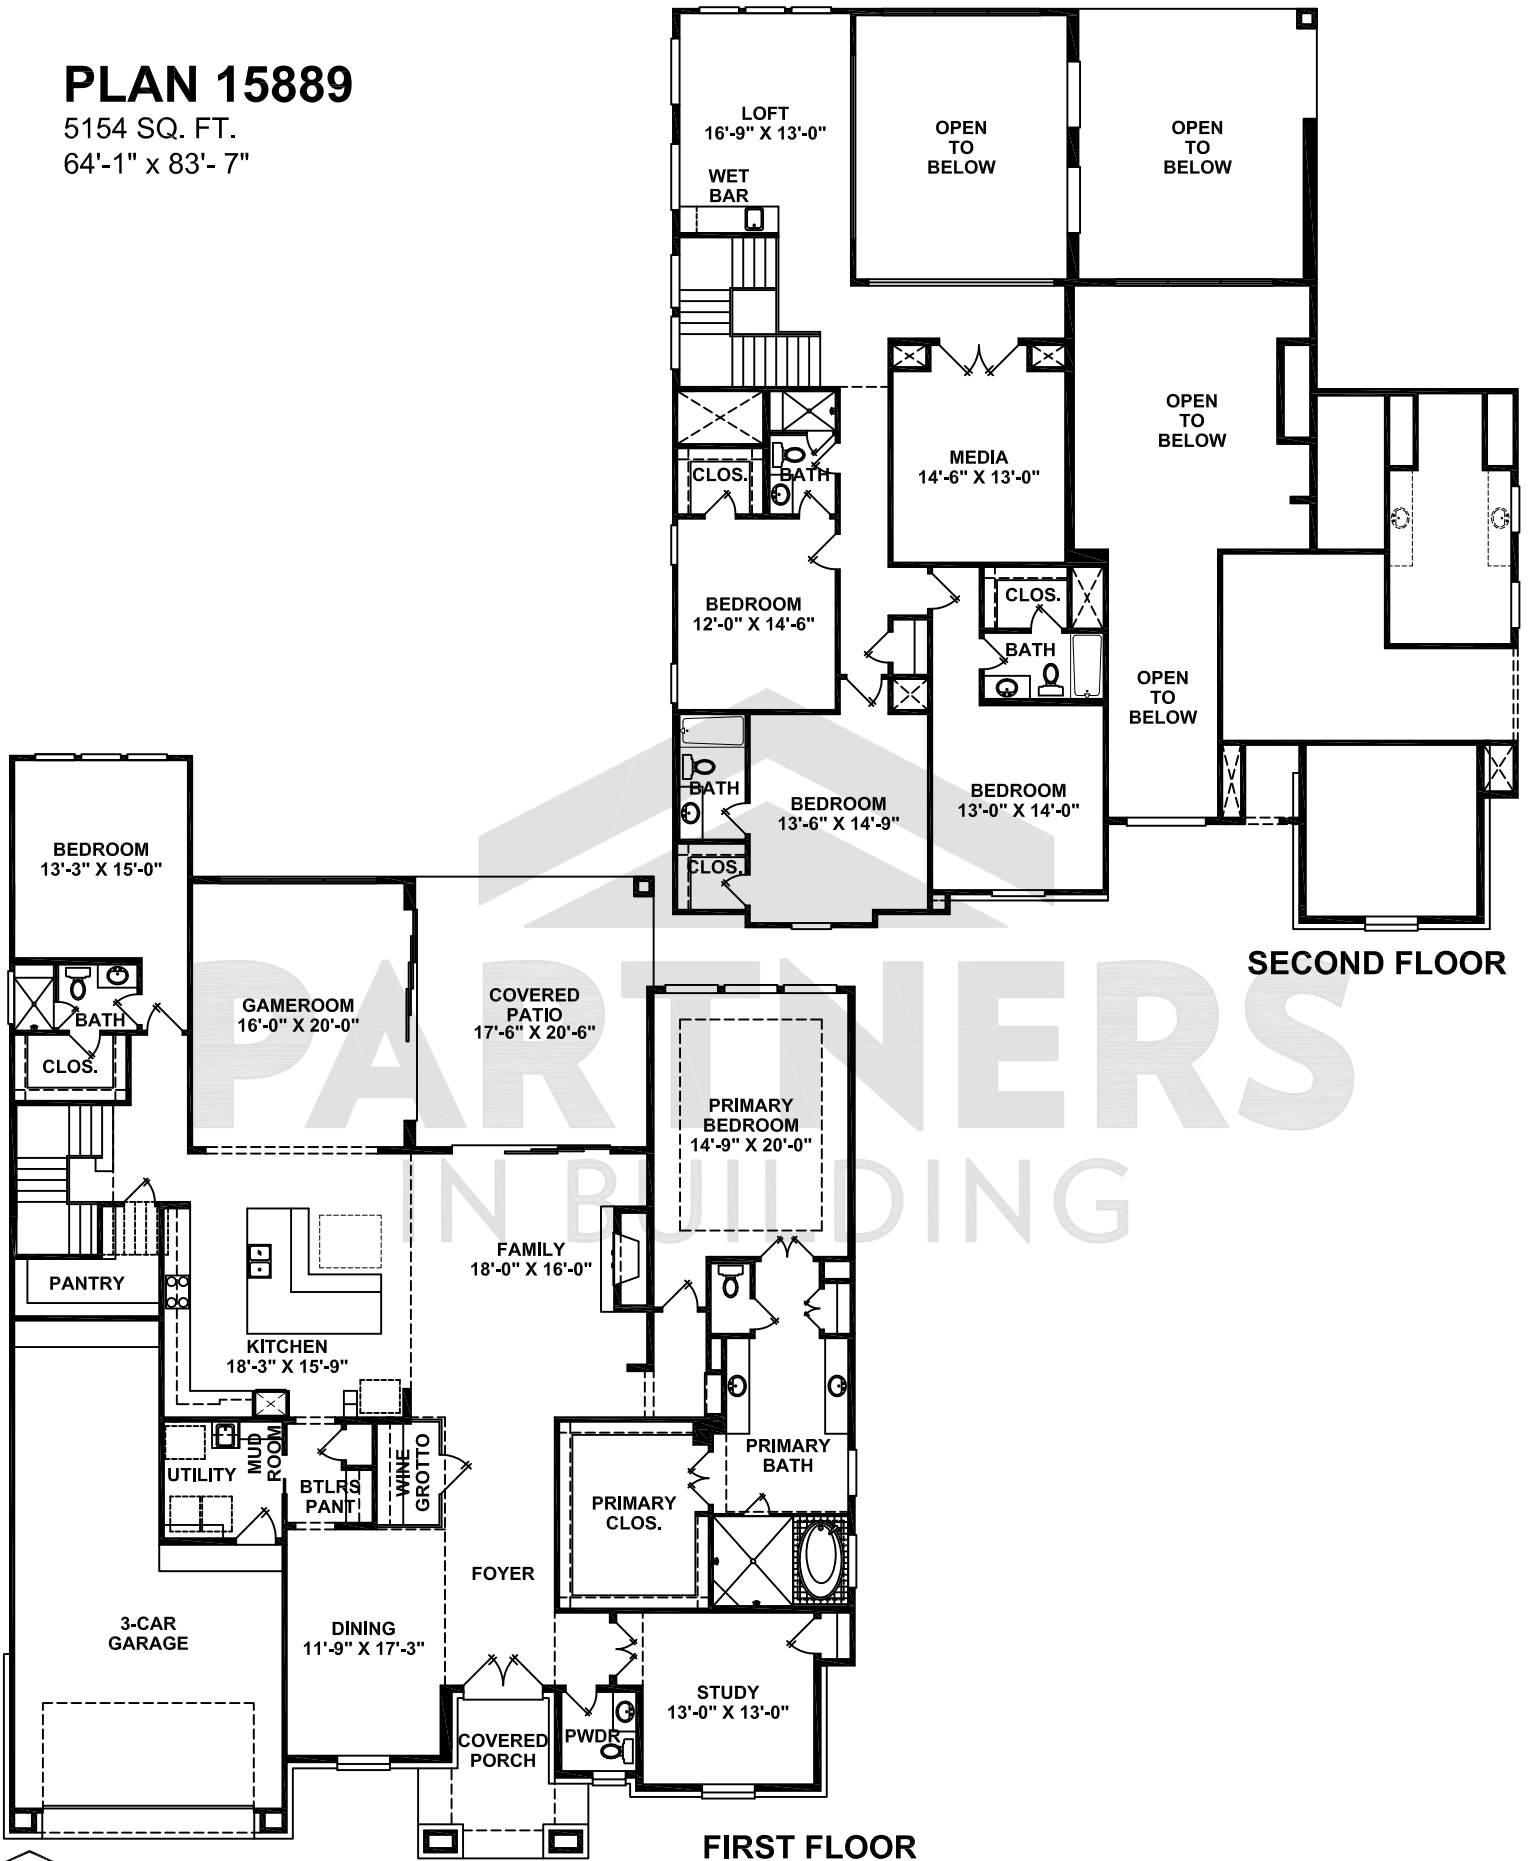 PLAN 15889
5154 SQ. FT.
64'-1" x 83'- 7"
LOFT
16'-9" X 13'-0"
WET
BAR
OPEN
TO
BELOW
OPEN
TO
BELOW
OPEN
TO
BELOW
MEDIA
14'-6" X 13'-0"
CLOS.
BATH
BEDROOM
12'-0" X 14'-6"
CLOS.
BATH
OPEN
TO
BELOW
BATH
BEDROOM
13'-6" X 14'-9"
BEDROOM
13'-0" X 14'-0"
CLOS.
SECOND FLOOR
BEDROOM
13'-3" X 15'-0"
BATH
CLOS.
GAMEROOM
16'-0" X 20'-0"
COVERED
PATIO
17'-6" X 20'-6"
PARTNERS
IN BUILDING
PRIMARY
BEDROOM
14'-9" X 20'-0"
FAMILY
18'-0" X 16'-0"
PANTRY
KITCHEN
18'-3" X 15'-9"
UTILITY
MUD
ROOM
BTLRS
PANT
WINE
GROTTO
PRIMARY
BATH
PRIMARY
CLOS.
FOYER
3-CAR
GARAGE
DINING
11'-9" X 17'-3"
STUDY
13'-0" X 13'-0"
PWDR
COVERED
PORCH
FIRST FLOOR